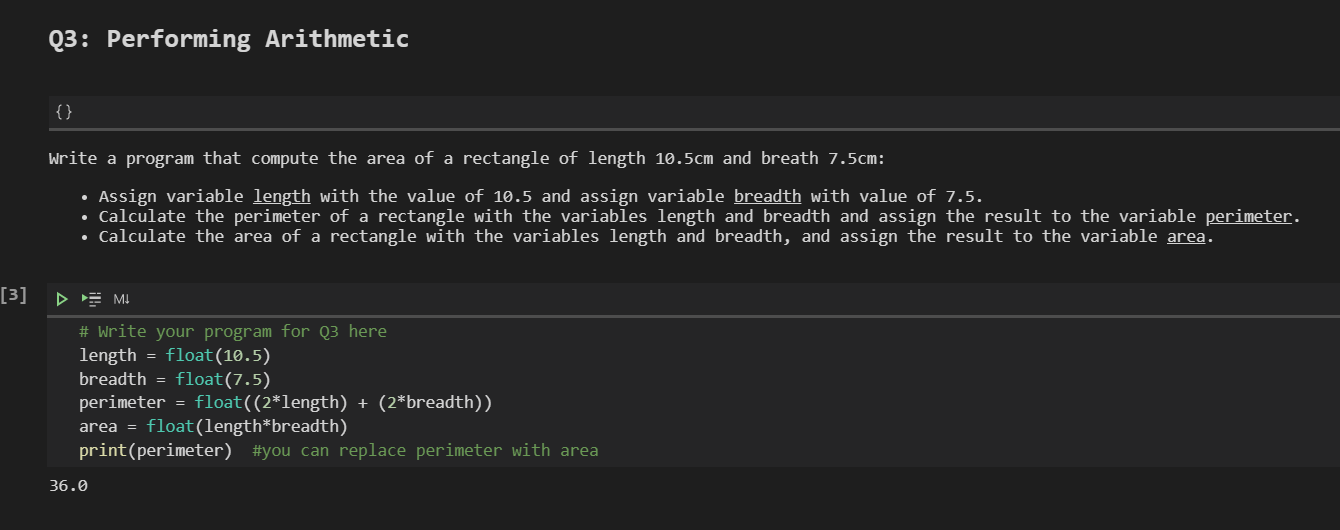 Q3: Performing Arithmetic
{}
Write a program that compute the area of a rectangle of length 10.5cm and breath 7.5cm:
• Assign variable length with the value of 10.5 and assign variable breadth with value of 7.5.
• Calculate the perimeter of a rectangle with the variables length and breadth and assign the result to the variable perimeter.
• Calculate the area of a rectangle with the variables length and breadth, and assign the result to the variable area.
[3]
M↓
# Write your program for Q3 here
length = float(10.5)
breadth = float(7.5)
perimeter = float((2*length) + (2*breadth))
area = float(length*breadth)
print(perimeter)  #you can replace perimeter with area
36.0